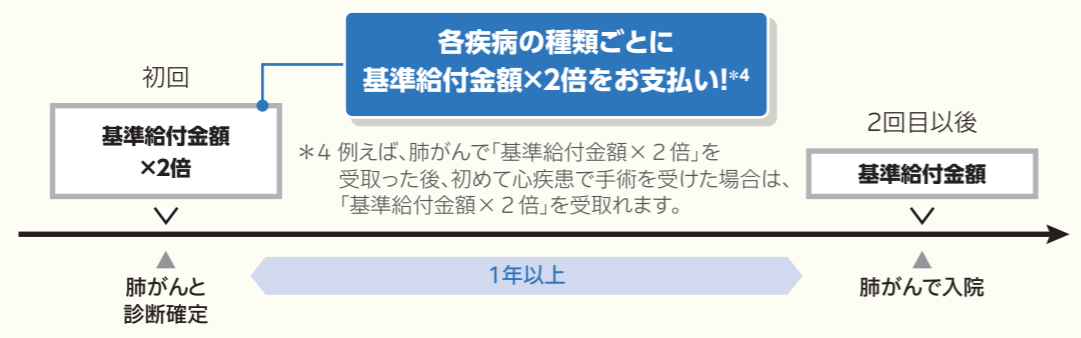 各疾病の種類ごとに
基準給付金額×2倍をお支払い!*4
初回
基準給付金額
×2倍
*4 例えば、肺がんで「基準給付金額×2倍」を
受取った後、初めて心疾患で手術を受けた場合は、
「基準給付金額×2倍」を受取れます。
2回目以後
基準給付金額
肺がんと
診断確定
1年以上
肺がんで入院